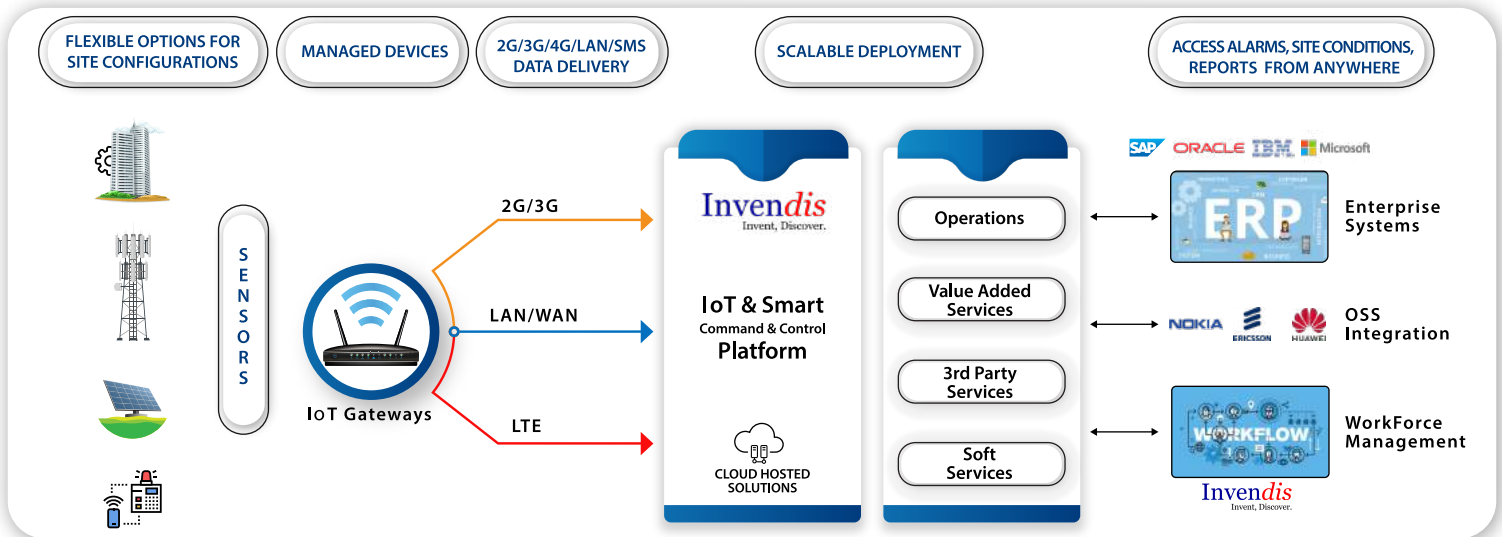 FLEXIBLE OPTIONS FOR
SITE CONFIGURATIONS
MANAGED DEVICES
2G/3G/4G/LAN/SMS
DATA DELIVERY
SCALABLE DEPLOYMENT
ACCESS ALARMS, SITE CONDITIONS,
REPORTS FROM ANYWHERE
SENSORS
IoT Gateways
2G/3G
LAN/WAN
LTE
Invendis
Invent, Discover.
IoT & Smart
Command & Control
Platform
CLOUD HOSTED
SOLUTIONS
Operations
Value Added
Services
3rd Party
Services
Soft
Services
SAP ORACLE IBM Microsoft
ERP
Enterprise
Systems
NOKIA ERICSSON HUAWEI
OSS
Integration
WORKFLOW
WorkForce
Management
Invendis
Invent, Discover.